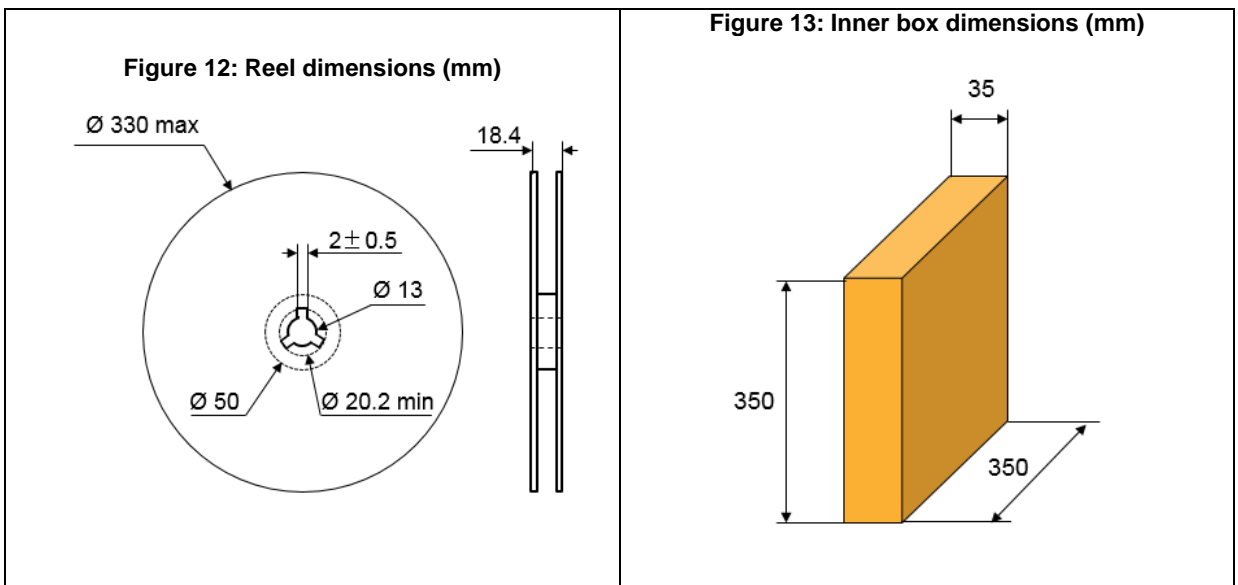 Figure 12: Reel dimensions (mm)
Ø 330 max
18.4
2±0.5
Ø 13
Ø 50
Ø 20.2 min
Figure 13: Inner box dimensions (mm)
35
350
350